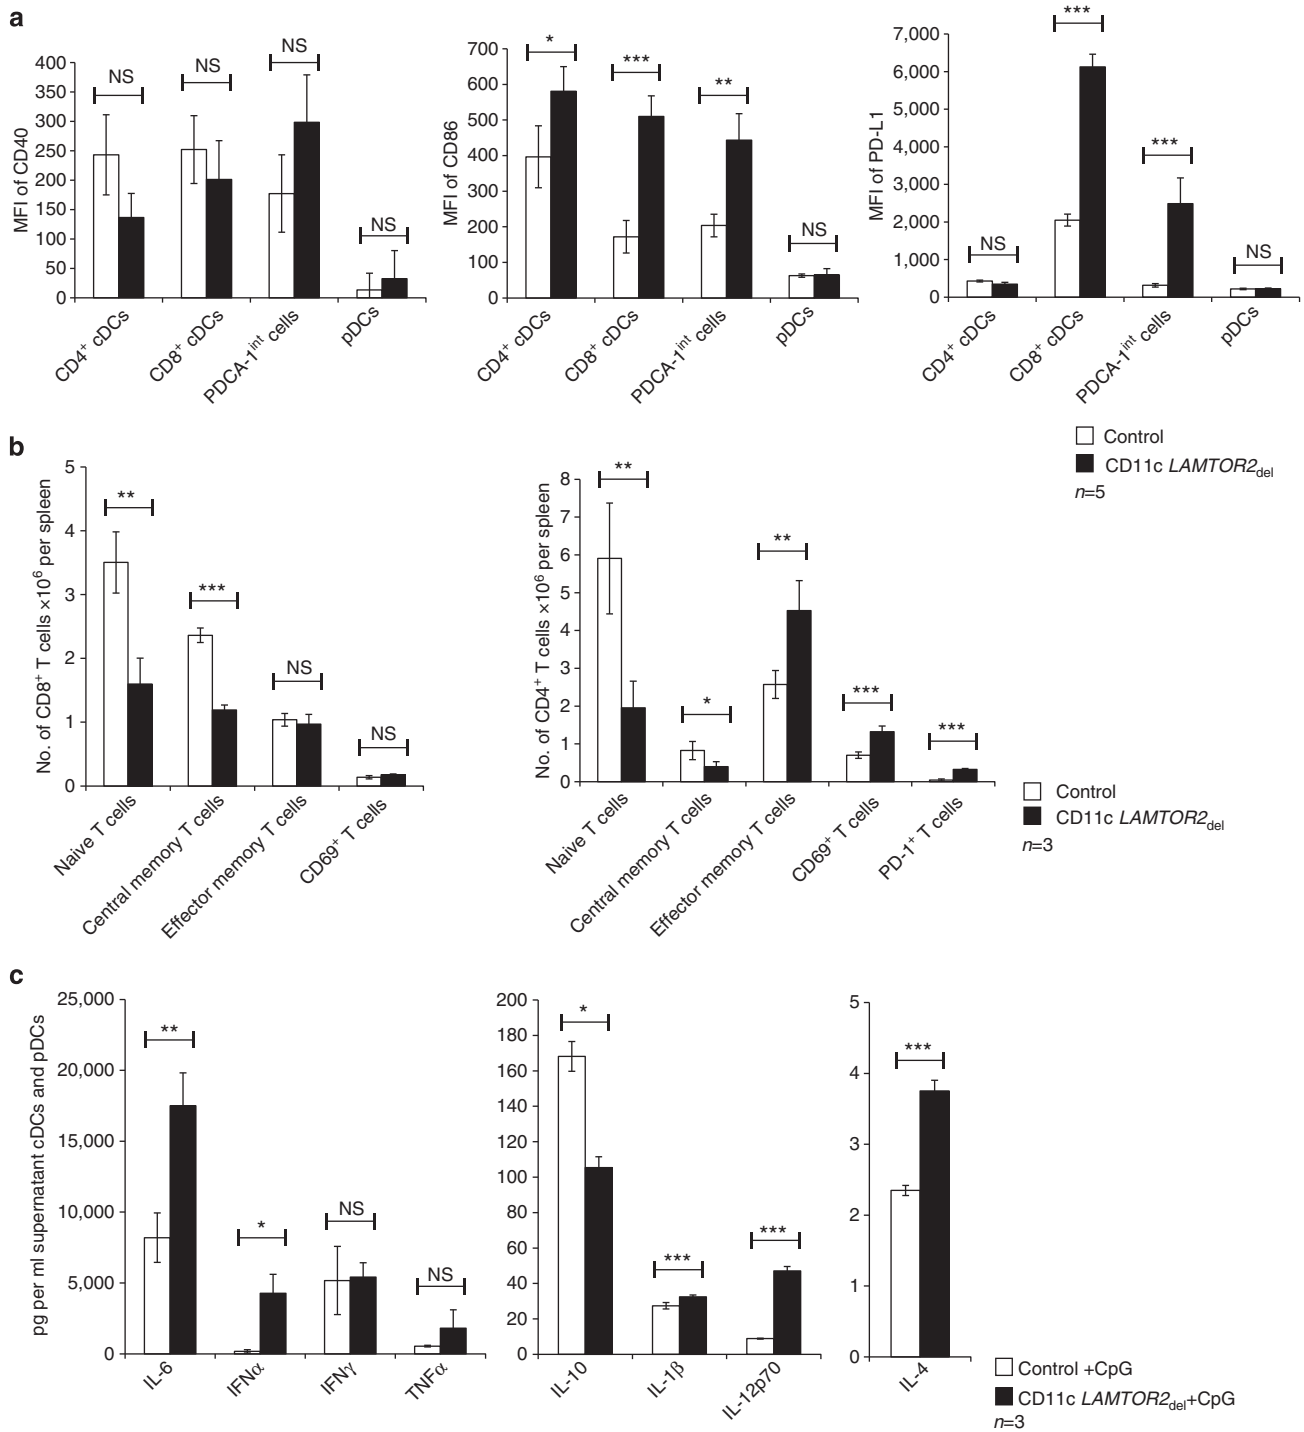 a
MFI of CD40
400
350
300
250
200
150
100
50
0
NS
NS
NS
NS
CD4+ cDCs
CD8+ cDCs
PDCA-1int cells
pDCs
MFI of CD86
700
600
500
400
300
200
100
0
*
***
**
NS
CD4+ cDCs
CD8+ cDCs
PDCA-1int cells
pDCs
MFI of PD-L1
7,000
6,000
5,000
4,000
3,000
2,000
1,000
0
NS
***
***
NS
CD4+ cDCs
CD8+ cDCs
PDCA-1int cells
pDCs
Control
CD11c LAMTOR2del
n=5
b
No. of CD8+ T cells ×10⁶ per spleen
5
4
3
2
1
0
**
***
NS
NS
Naive T cells
Central memory T cells
Effector memory T cells
CD69+ T cells
No. of CD4+ T cells ×10⁶ per spleen
8
7
6
5
4
3
2
1
0
**
*
**
***
***
Naive T cells
Central memory T cells
Effector memory T cells
CD69+ T cells
PD-1+ T cells
Control
CD11c LAMTOR2del
n=3
c
pg per ml supernatant cDCs and pDCs
25,000
20,000
15,000
10,000
5,000
0
**
*
NS
NS
IL-6
IFNα
IFNγ
TNFα
200
180
160
140
120
100
80
60
40
20
0
*
***
***
IL-10
IL-1β
IL-12p70
5
4
3
2
1
0
***
IL-4
Control +CpG
CD11c LAMTOR2del+CpG
n=3